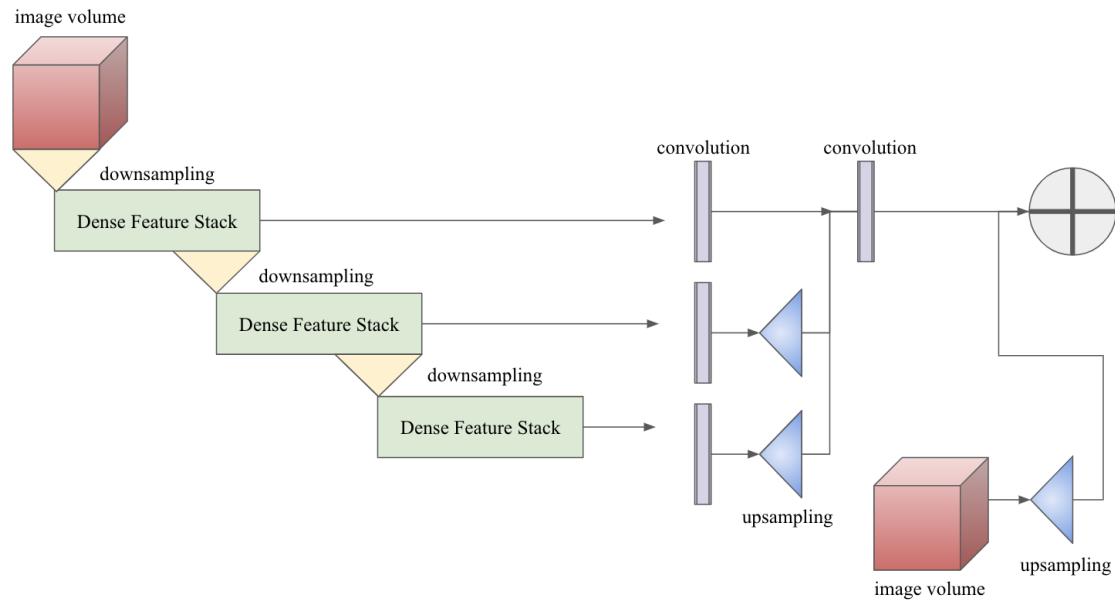 image volume
downsampling
Dense Feature Stack
downsampling
Dense Feature Stack
downsampling
Dense Feature Stack
convolution
convolution
upsampling
image volume
upsampling